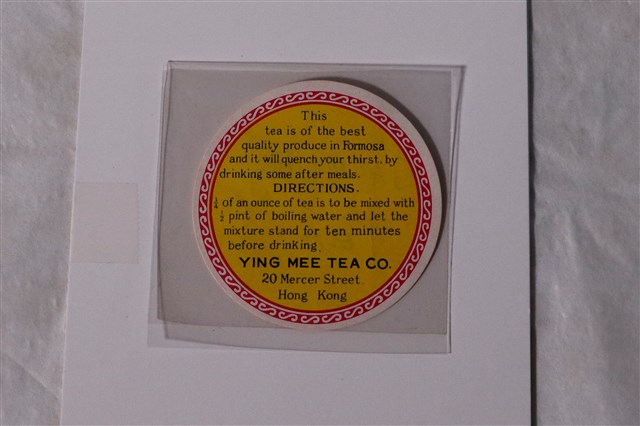 This
tea is of the best
quality produce in Formosa
and it will quench your thirst, by
drinking some after meals.
DIRECTIONS.
¼ of an ounce of tea is to be mixed with
½ pint of boiling water and let the
mixture stand for ten minutes
before drinking.
YING MEE TEA CO.
20 Mercer Street
Hong Kong